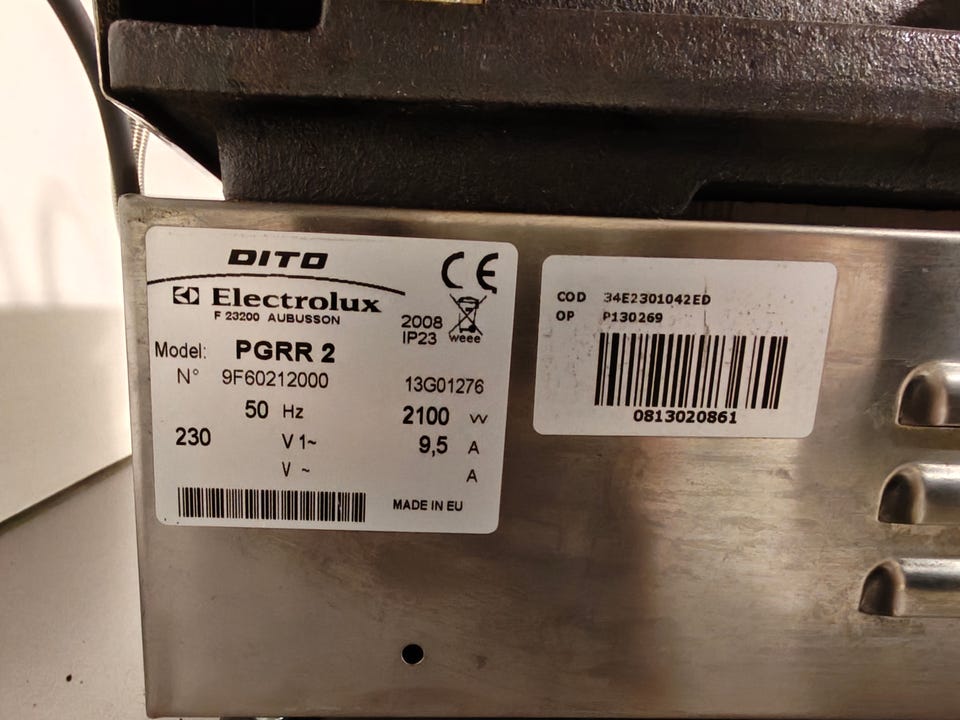 DITO
Electrolux
F 23200 AUBUSSON
CE
2008
IP23 weee
Model: PGRR 2
N° 9F60212000 13G01276
50 Hz 2100 W
230 V 1~ 9,5 A
V ~ A
MADE IN EU
COD 34E2301042ED
OP P130269
0813020861